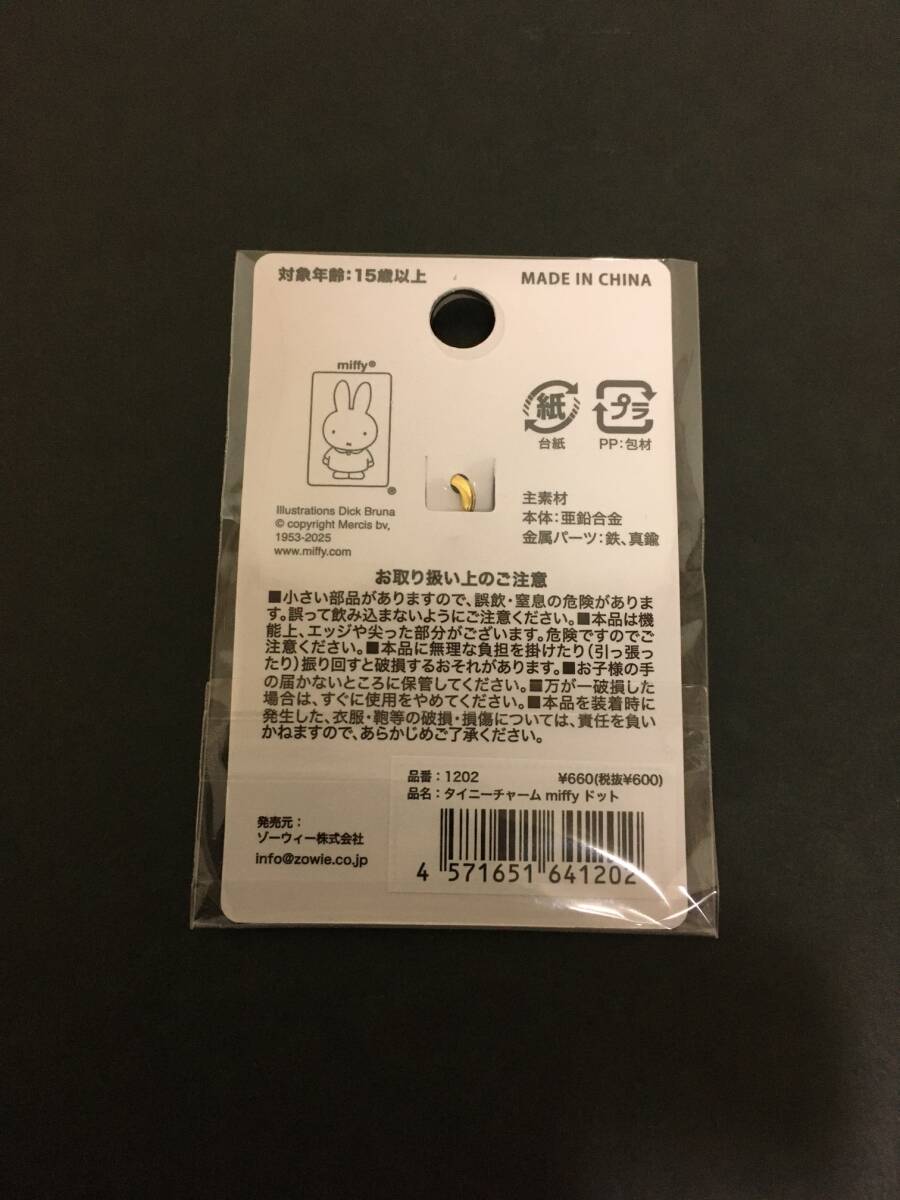 対象年齢：15歳以上
MADE IN CHINA
miffy®
®
Illustrations Dick Bruna
© copyright Mercis bv,
1953-2025
www.miffy.com
紙
台紙
プラ
PP：包材
主素材
本体：亜鉛合金
金属パーツ：鉄、真鍮
お取り扱い上のご注意
■小さい部品がありますので、誤飲・窒息の危険がありま
す。誤って飲み込まないようにご注意ください。■本品は機
能上、エッジや尖った部分がございます。危険ですのでご
注意ください。■本品に無理な負担を掛けたり（引っ張っ
たり）振り回すと破損するおそれがあります。■お子様の手
の届かないところに保管してください。■万が一破損した
場合は、すぐに使用をやめてください。■本品を装着時に
発生した、衣服・鞄等の破損・損傷については、責任を負い
かねますので、あらかじめご了承ください。
発売元：
ゾーウィー株式会社
info@zowie.co.jp
品番：1202 ¥660(税抜¥600)
品名：タイニーチャーム miffy ドット
4 571651 641202